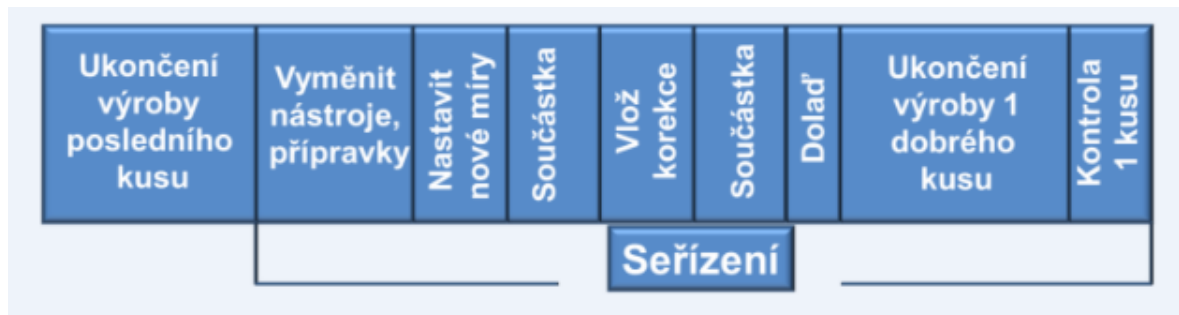 Ukončení
výroby
posledního
kusu
Vyměnit
nástroje,
přípravky
Nastavit
nové míry
Součástka
Vlož
korekce
Součástka
Dolaď
Ukončení
výroby 1
dobrého
kusu
Kontrola
1 kusu
Seřízení